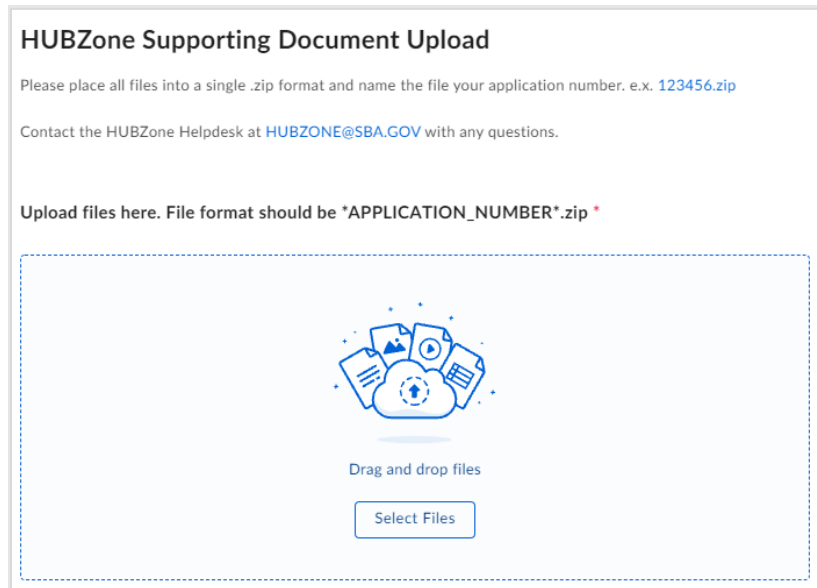 HUBZone Supporting Document Upload
Please place all files into a single .zip format and name the file your application number. e.x. 123456.zip
Contact the HUBZone Helpdesk at HUBZONE@SBA.GOV with any questions.
Upload files here. File format should be *APPLICATION_NUMBER*.zip *
Drag and drop files
Select Files